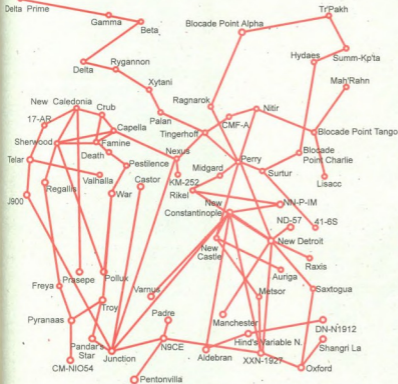 Delta Prime
Gamma
Beta
Blocade Point Alpha
Tr'Pakh
Hydaes
Summ-Kp'ta
Delta
Rygannon
Xytani
Mah'Rahn
New Caledonia
Crub
Ragnarok
Nitir
17-AR
Palan
CMF-A
Capella
Tingerhoff
Blocade Point Tango
Sherwood
Famine
Death
Nexus
Perry
Blocade
Point Charlie
Telar
Pestilence
Midgard
Surtur
Valhalla
Castor
KM-252
Lisacc
Regallis
War
Rikel
J900
New
Constantinople
NN-P-IM
ND-57
41-6S
New Detroit
New
Castle
Raxis
Prasepe
Pollux
Auriga
Freya
Varnus
Metsor
Saxtogua
Troy
Padre
Manchester
Pyranaas
DN-N1912
Pandar's
Star
Hind's Variable N.
Shangri La
Junction
N9CE
Aldebran
XXN-1927
CM-NIO54
Oxford
Pentonvilla